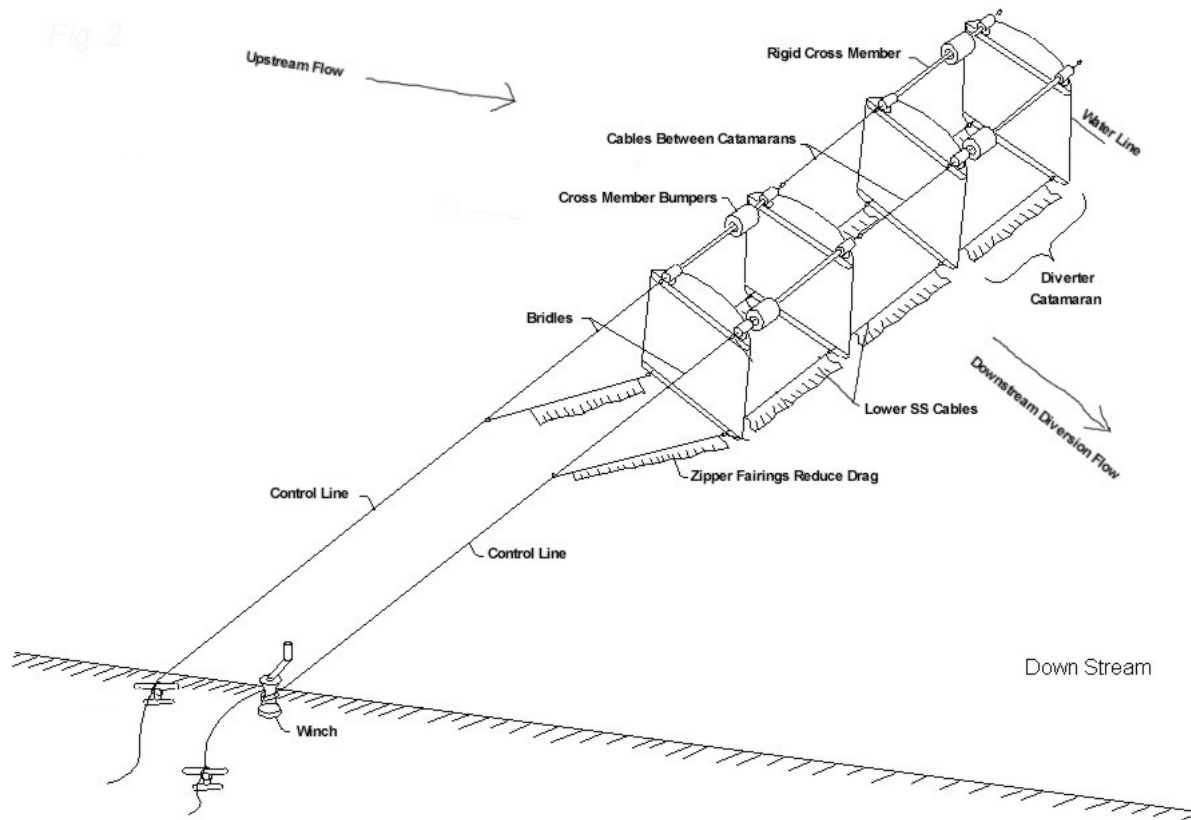 Fig. 2
Upstream Flow
Rigid Cross Member
Water Line
Cables Between Catamarans
Cross Member Bumpers
50
Diverter
Catamaran
Bridles
Downstream Diversion Flow
Lower SS Cables
Zipper Fairings Reduce Drag
Control Line
Control Line
Down Stream
Winch